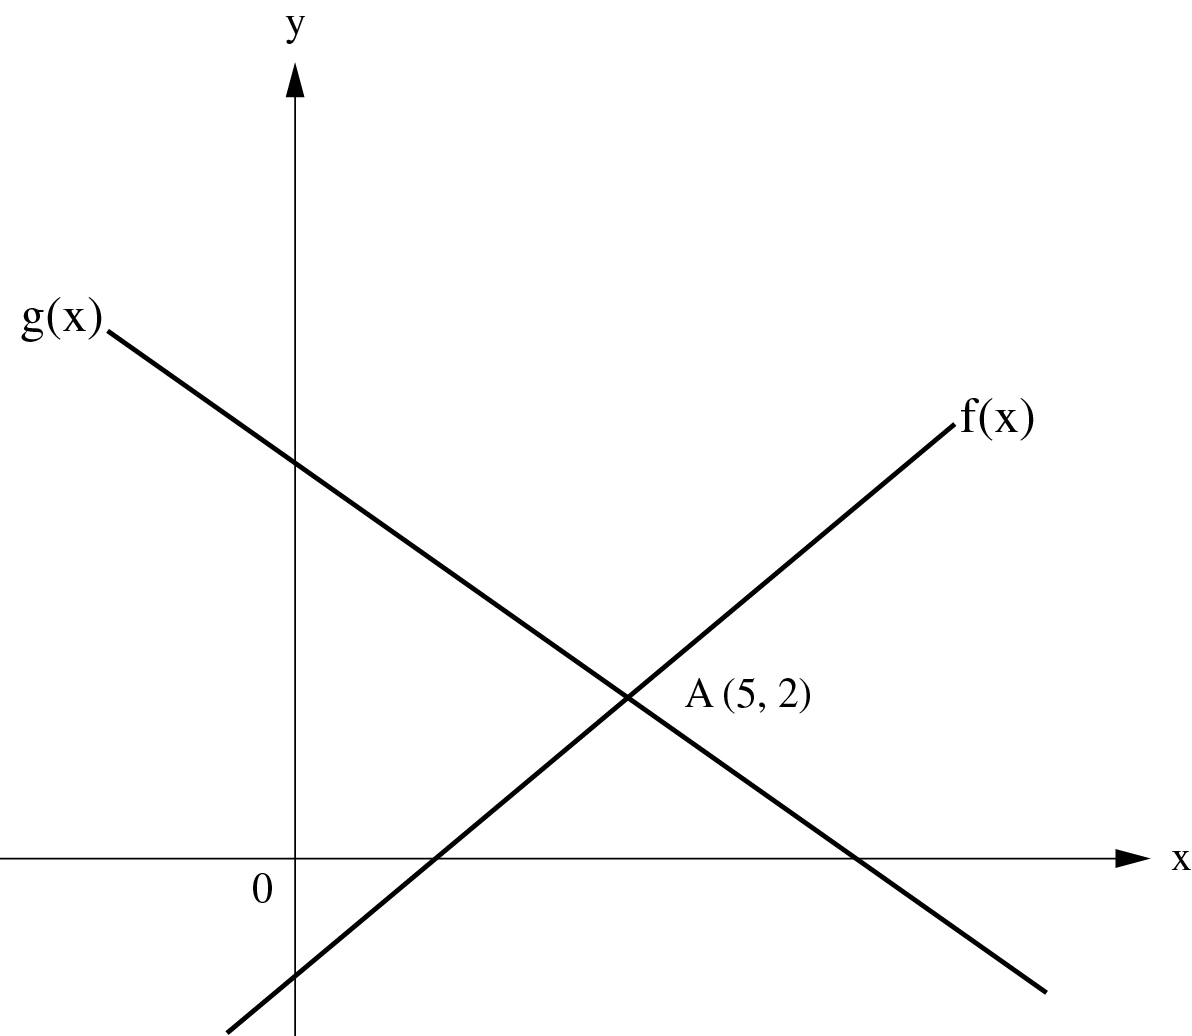 y
g(x)
f(x)
A (5, 2)
x
0